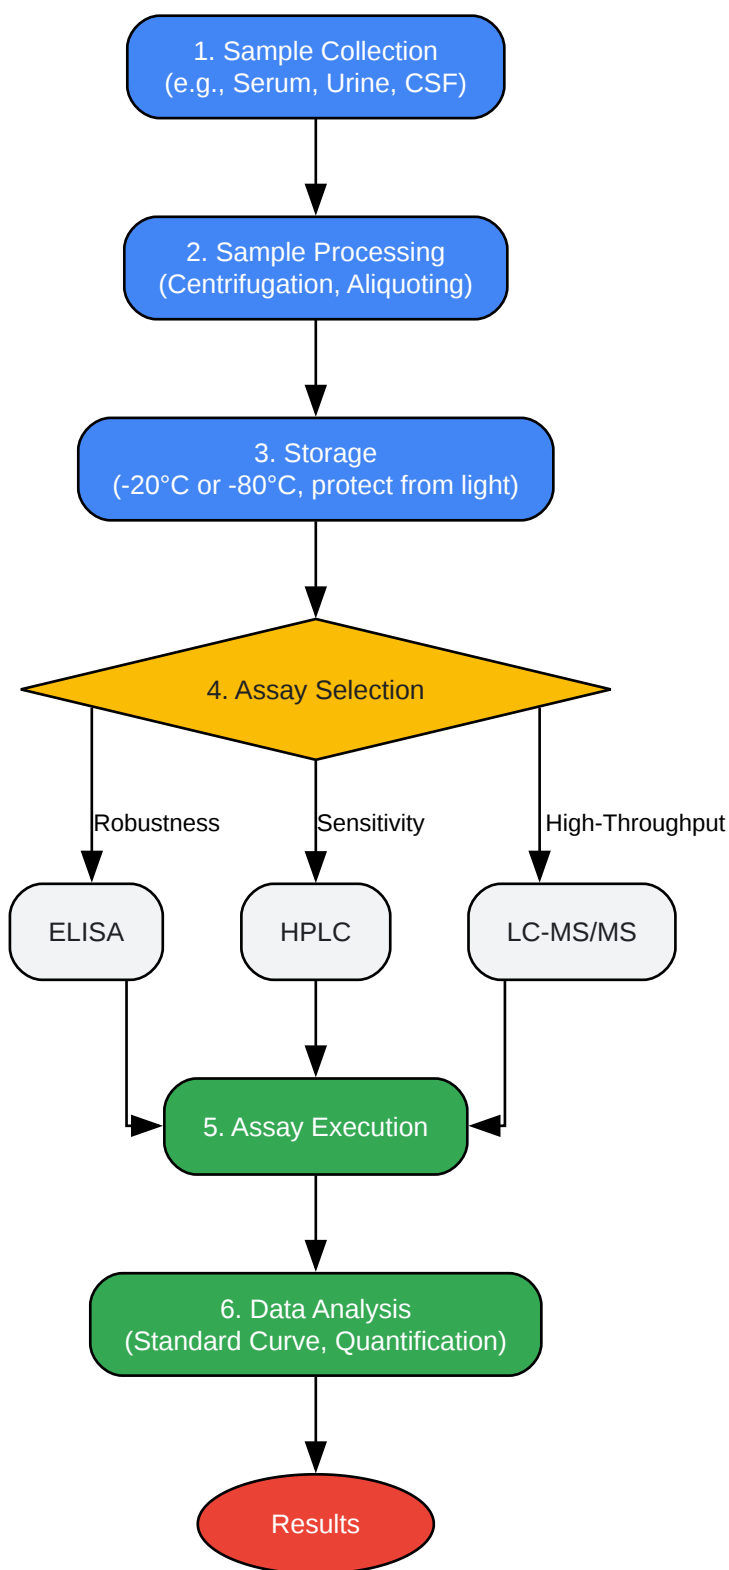 1. Sample Collection
(e.g., Serum, Urine, CSF)
2. Sample Processing
(Centrifugation, Aliquoting)
3. Storage
(-20°C or -80°C, protect from light)
4. Assay Selection
Robustness
Sensitivity
High-Throughput
ELISA
HPLC
LC-MS/MS
5. Assay Execution
6. Data Analysis
(Standard Curve, Quantification)
Results